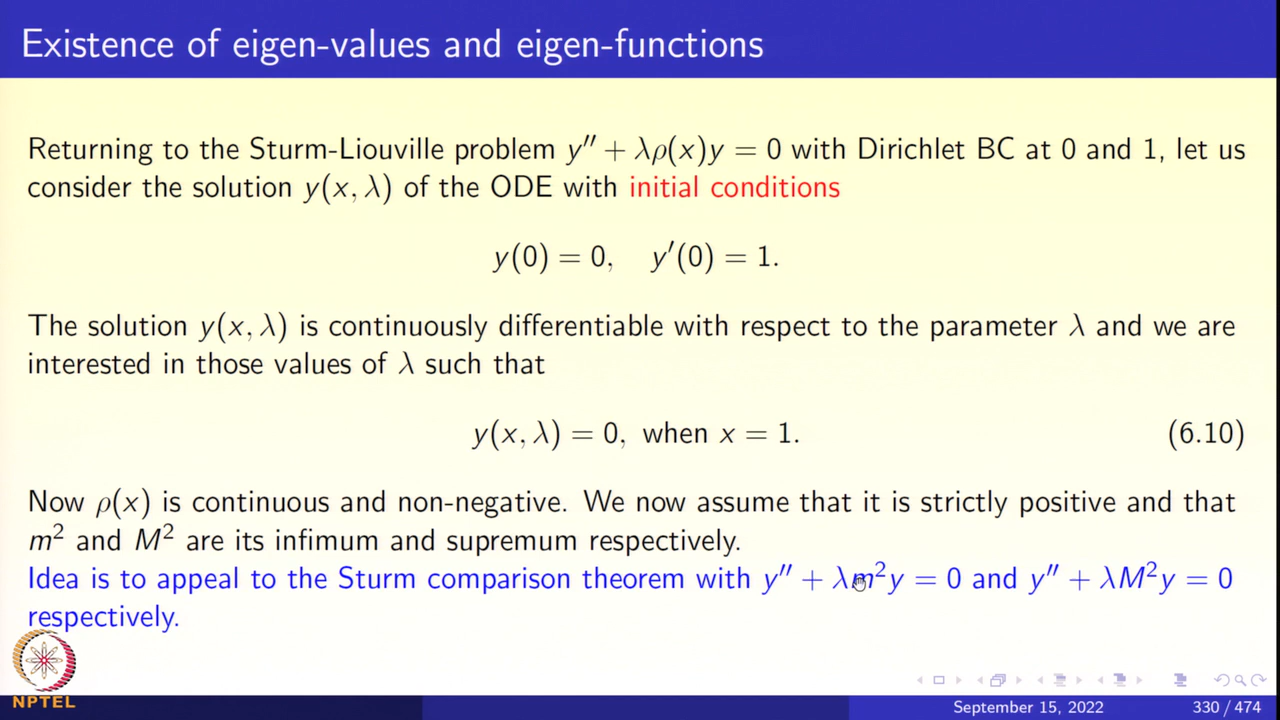 Existence of eigen-values and eigen-functions
Returning to the Sturm-Liouville problem y′′ + λρ(x)y = 0 with Dirichlet BC at 0 and 1, let us
consider the solution y(x, λ) of the ODE with initial conditions
y(0) = 0, y′(0) = 1.
The solution y(x, λ) is continuously differentiable with respect to the parameter λ and we are
interested in those values of λ such that
y(x, λ) = 0, when x = 1. (6.10)
Now ρ(x) is continuous and non-negative. We now assume that it is strictly positive and that
m² and M² are its infimum and supremum respectively.
Idea is to appeal to the Sturm comparison theorem with y′′ + λm²y = 0 and y′′ + λM²y = 0
respectively.
NPTEL
September 15, 2022 330 / 474